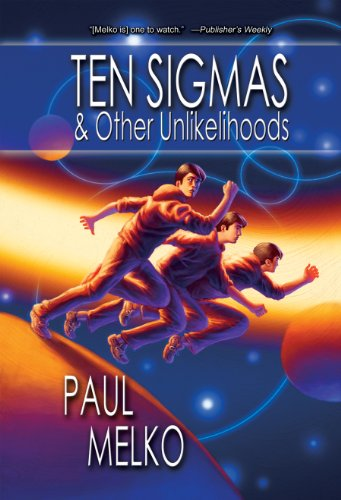 "[Melko is] one to watch." —Publisher's Weekly
TEN SIGMAS
& Other Unlikelihoods
PAUL
MELKO